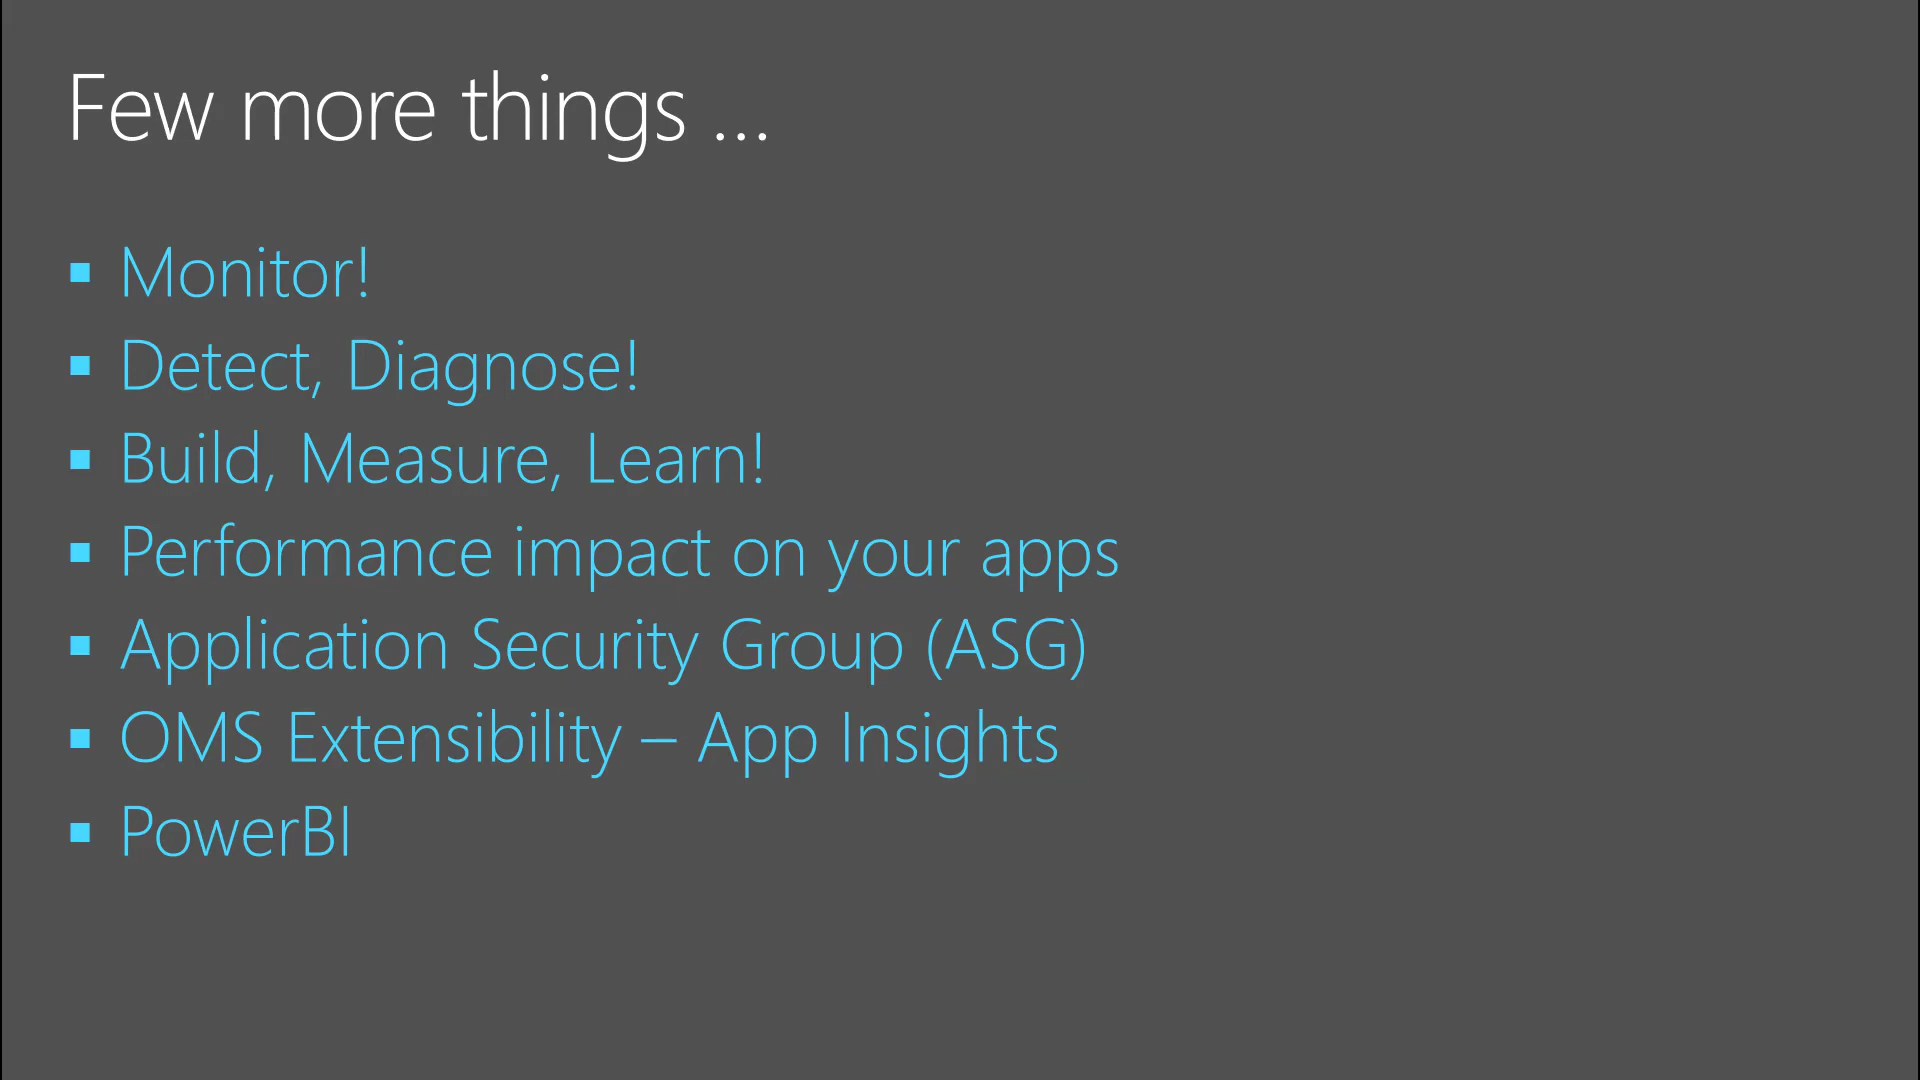 Few more things ...
▪ Monitor!
▪ Detect, Diagnose!
▪ Build, Measure, Learn!
▪ Performance impact on your apps
▪ Application Security Group (ASG)
▪ OMS Extensibility – App Insights
▪ PowerBI